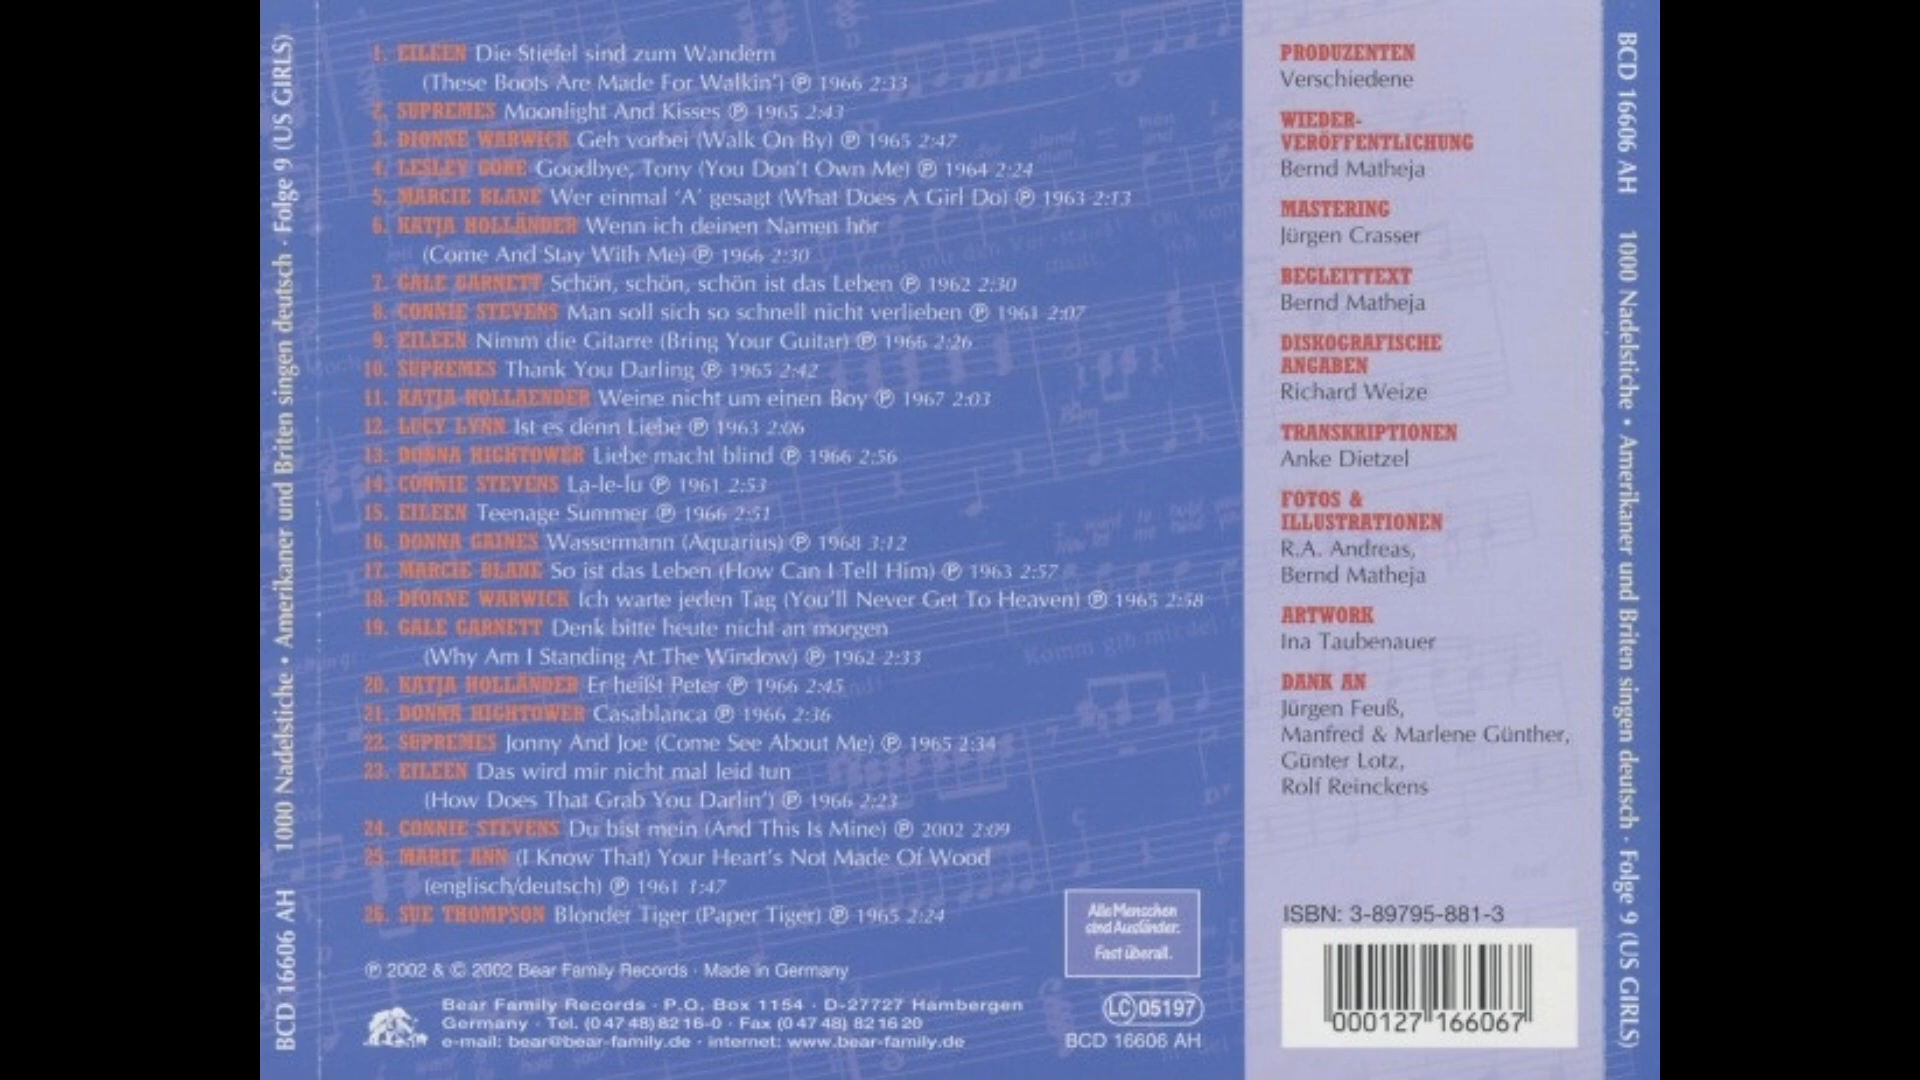 BCD 16606 AH 1000 Nadelstiche • Amerikaner und Briten singen deutsch · Folge 9 (US GIRLS)
1. EILEEN Die Stiefel sind zum Wandern
(These Boots Are Made For Walkin') ℗ 1966 2:33
2. SUPREMES Moonlight And Kisses ℗ 1965 2:43
3. DIONNE WARWICK Geh vorbei (Walk On By) ℗ 1965 2:47
4. LESLEY GORE Goodbye, Tony (You Don't Own Me) ℗ 1964 2:24
5. MARCIE BLANE Wer einmal 'A' gesagt (What Does A Girl Do) ℗ 1963 2:13
6. KATJA HOLLÄNDER Wenn ich deinen Namen hör
(Come And Stay With Me) ℗ 1966 2:30
7. GALE GARNETT Schön, schön, schön ist das Leben ℗ 1962 2:30
8. CONNIE STEVENS Man soll sich so schnell nicht verlieben ℗ 1961 2:07
9. EILEEN Nimm die Gitarre (Bring Your Guitar) ℗ 1966 2:26
10. SUPREMES Thank You Darling ℗ 1965 2:42
11. KATJA HOLLAENDER Weine nicht um einen Boy ℗ 1967 2:03
12. LUCY LYNN Ist es denn Liebe ℗ 1963 2:06
13. DONNA HIGHTOWER Liebe macht blind ℗ 1966 2:56
14. CONNIE STEVENS La-le-lu ℗ 1961 2:53
15. EILEEN Teenage Summer ℗ 1966 2:51
16. DONNA GAINES Wassermann (Aquarius) ℗ 1968 3:12
17. MARCIE BLANE So ist das Leben (How Can I Tell Him) ℗ 1963 2:57
18. DIONNE WARWICK Ich warte jeden Tag (You'll Never Get To Heaven) ℗ 1965 2:58
19. GALE GARNETT Denk bitte heute nicht an morgen
(Why Am I Standing At The Window) ℗ 1962 2:33
20. KATJA HOLLÄNDER Er heißt Peter ℗ 1966 2:45
21. DONNA HIGHTOWER Casablanca ℗ 1966 2:36
22. SUPREMES Jonny And Joe (Come See About Me) ℗ 1965 2:34
23. EILEEN Das wird mir nicht mal leid tun
(How Does That Grab You Darlin') ℗ 1966 2:23
24. CONNIE STEVENS Du bist mein (And This Is Mine) ℗ 2002 2:09
25. MARIE ANN (I Know That) Your Heart's Not Made Of Wood
(englisch/deutsch) ℗ 1961 1:47
26. SUE THOMPSON Blonder Tiger (Paper Tiger) ℗ 1965 2:24
℗ 2002 & © 2002 Bear Family Records · Made in Germany
Bear Family Records · P.O. Box 1154 · D-27727 Hambergen
Germany · Tel. (0 47 48) 82 16-0 · Fax (0 47 48) 82 16 20
e-mail: bear@bear-family.de · internet: www.bear-family.de
Alle Menschen
sind Ausländer.
Fast überall.
LC 05197
BCD 16606 AH
PRODUZENTEN
Verschiedene
WIEDER-
VERÖFFENTLICHUNG
Bernd Matheja
MASTERING
Jürgen Crasser
BEGLEITTEXT
Bernd Matheja
DISKOGRAFISCHE
ANGABEN
Richard Weize
TRANSKRIPTIONEN
Anke Dietzel
FOTOS &
ILLUSTRATIONEN
R.A. Andreas,
Bernd Matheja
ARTWORK
Ina Taubenauer
DANK AN
Jürgen Feuß,
Manfred & Marlene Günther,
Günter Lotz,
Rolf Reinckens
ISBN: 3-89795-881-3
000127 166067
BCD 16606 AH 1000 Nadelstiche • Amerikaner und Briten singen deutsch · Folge 9 (US GIRLS)